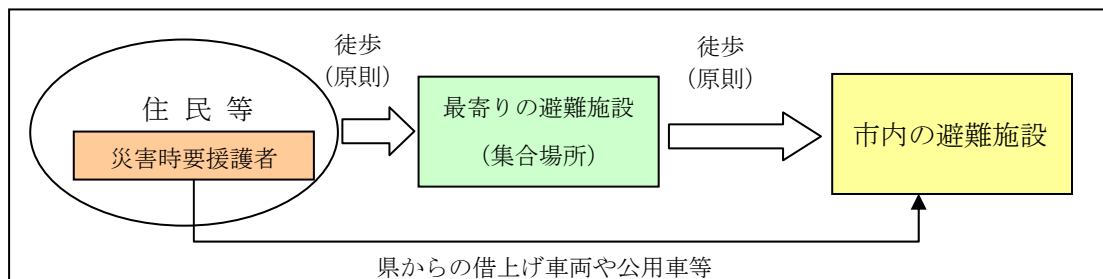 住 民 等
災害時要援護者
徒歩
(原則)
最寄りの避難施設
(集合場所)
徒歩
(原則)
市内の避難施設
県からの借上げ車両や公用車等